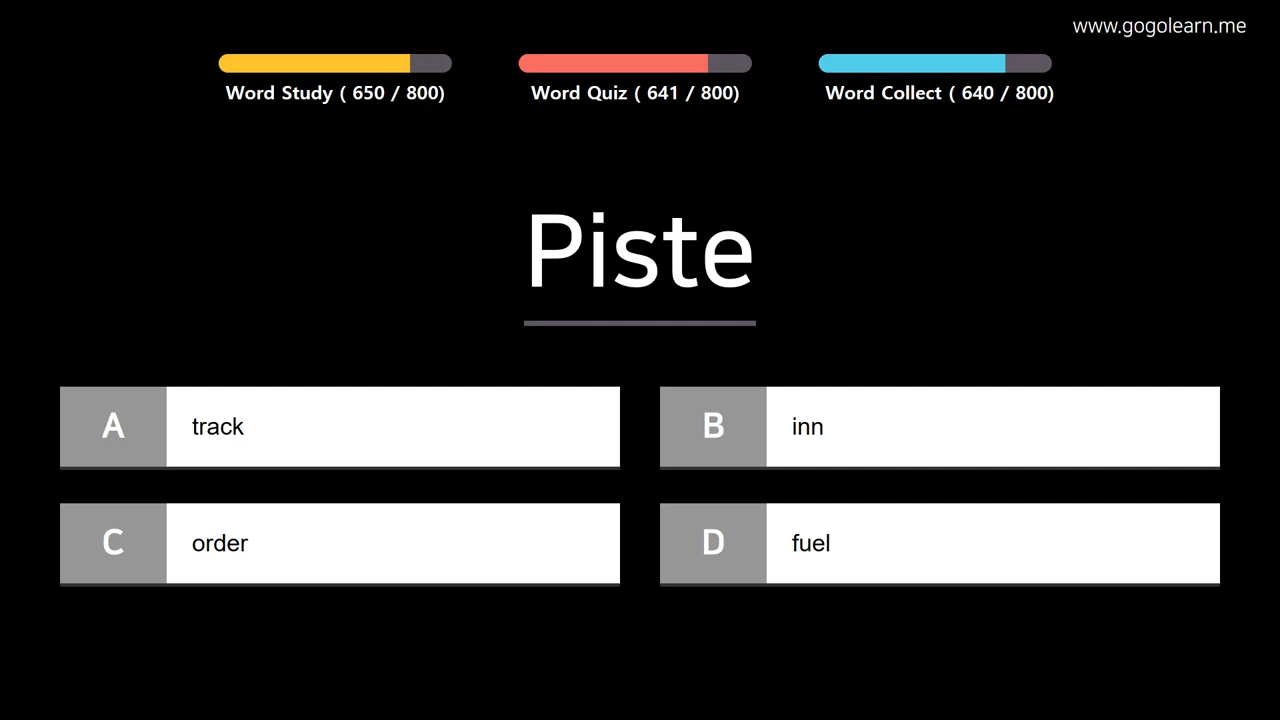 www.gogolearn.me
Word Study ( 650 / 800)
Word Quiz ( 641 / 800)
Word Collect ( 640 / 800)
Piste
A track
B inn
C order
D fuel